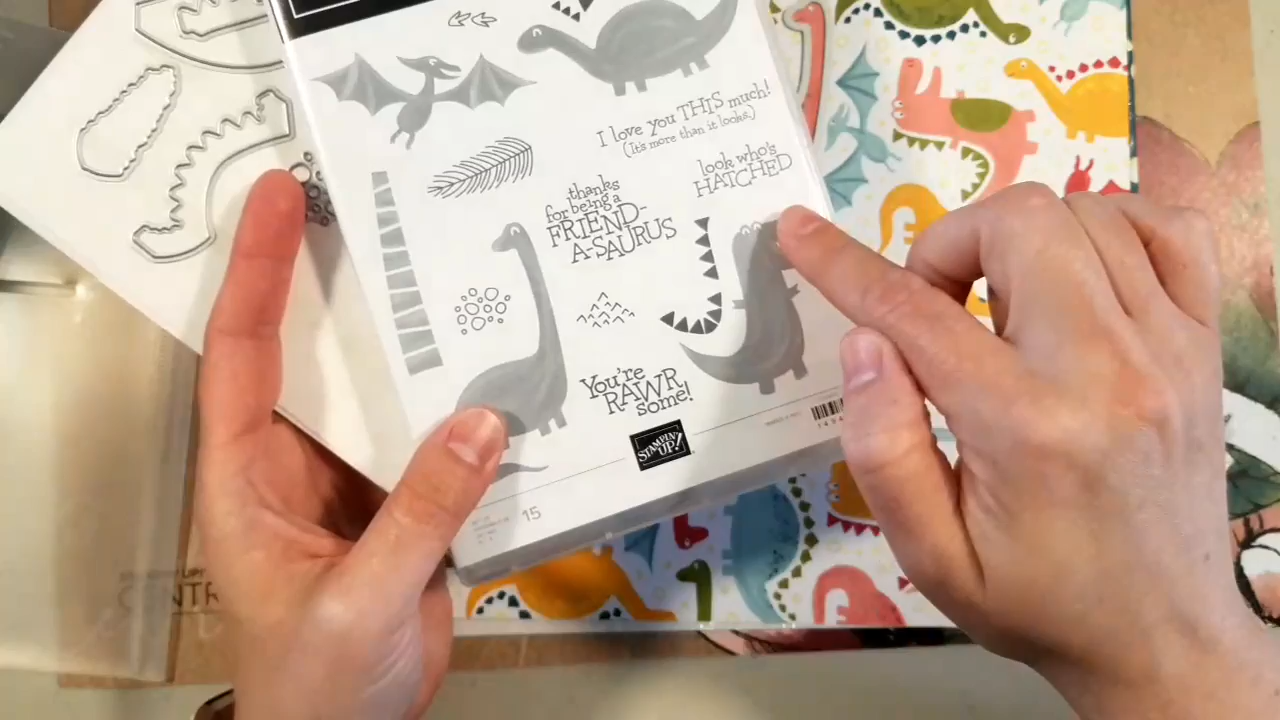 I love you THIS much!
(It's more than it looks.)
look who's
HATCHED
thanks
for being a
FRIEND-
A-SAURUS
You're
RAWR
some!
STAMPIN'
UP!
15